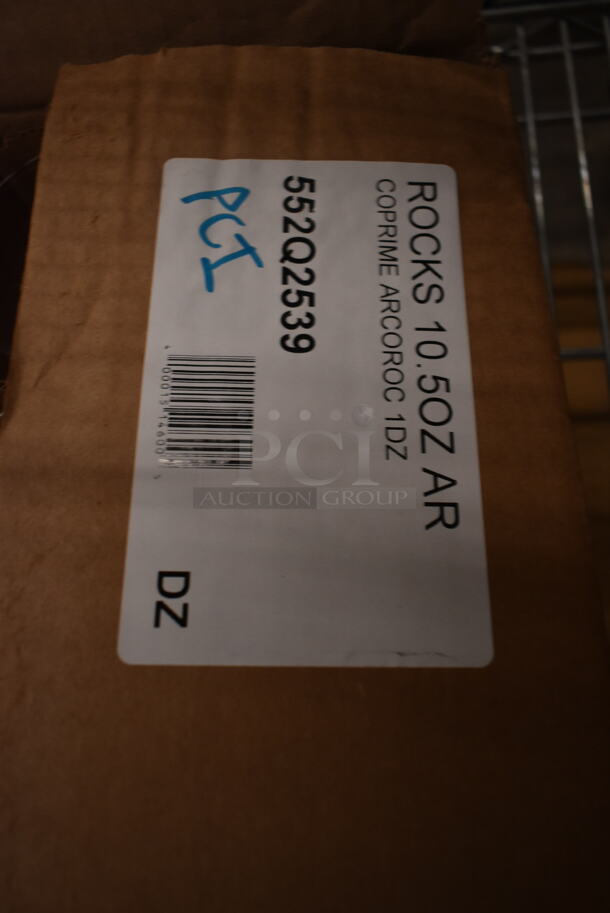 ROCKS 10.5OZ AR
COPRIME ARCOROC 1DZ
552Q2539
PCI
DZ
PCI
AUCTION GROUP